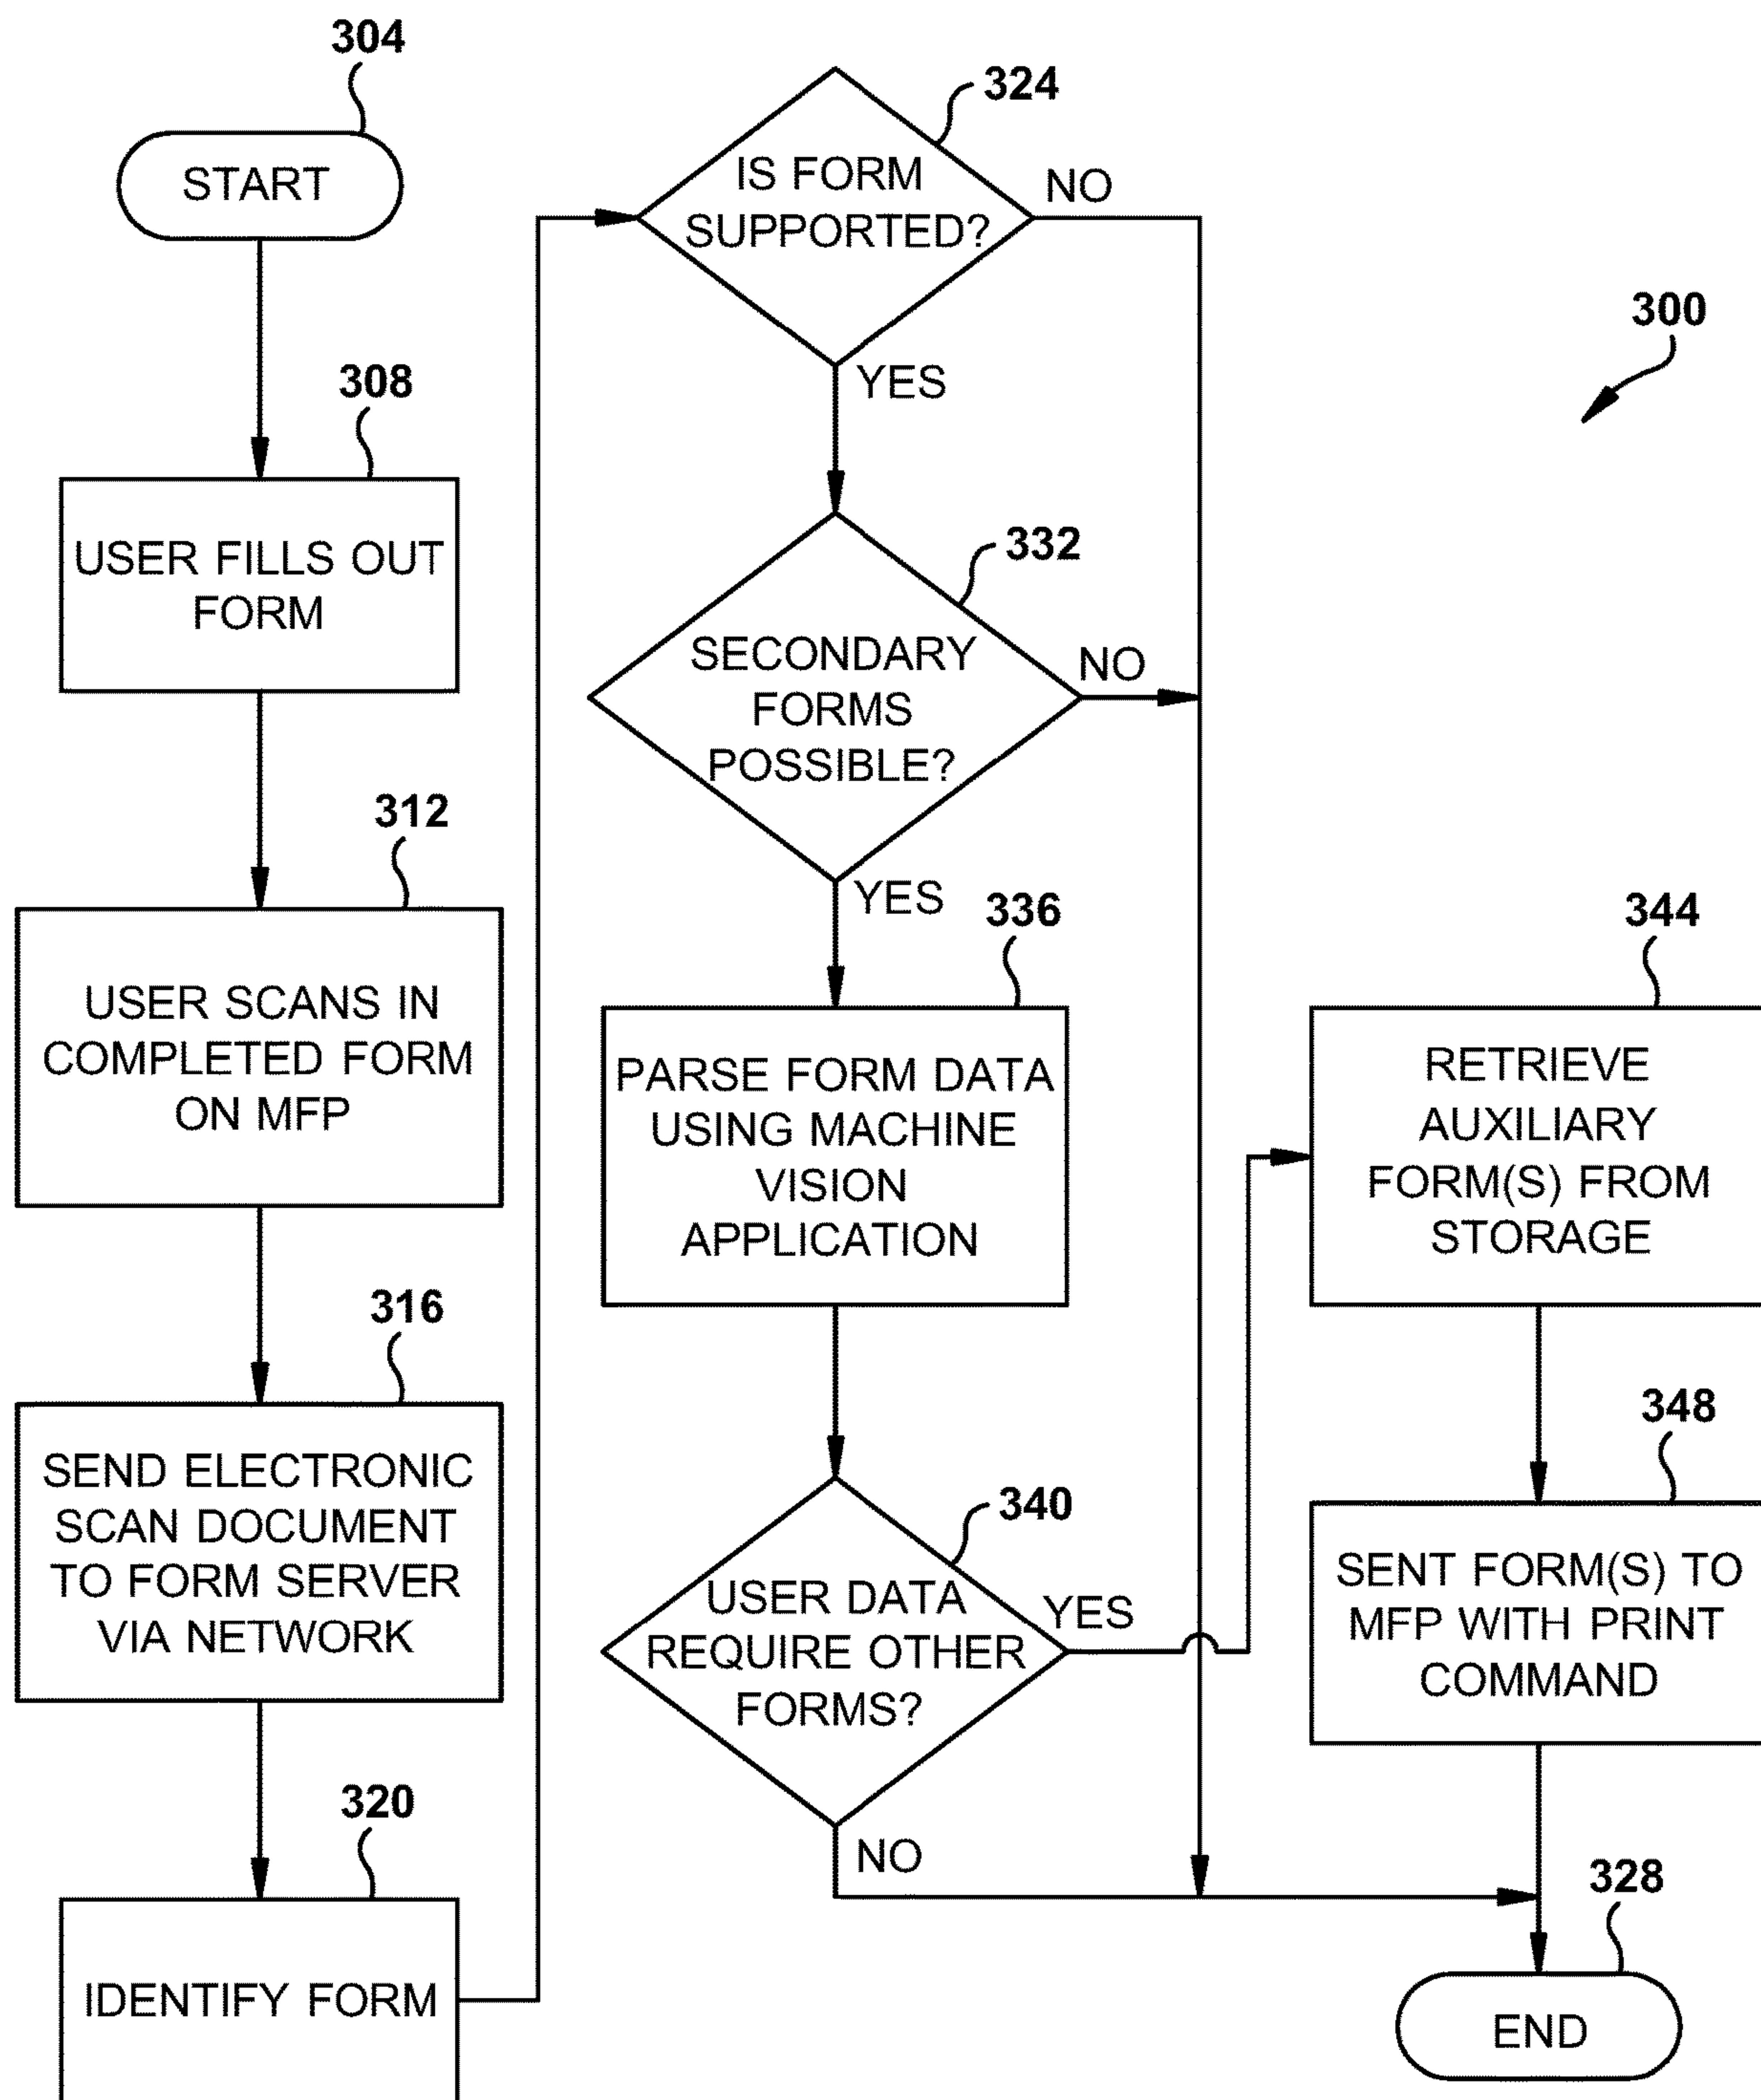 304
START
308
USER FILLS OUT
FORM
312
USER SCANS IN
COMPLETED FORM
ON MFP
316
SEND ELECTRONIC
SCAN DOCUMENT
TO FORM SERVER
VIA NETWORK
320
IDENTIFY FORM
324
IS FORM
SUPPORTED?
NO
YES
332
SECONDARY
FORMS
POSSIBLE?
NO
YES
336
PARSE FORM DATA
USING MACHINE
VISION
APPLICATION
340
USER DATA
REQUIRE OTHER
FORMS?
YES
NO
300
344
RETRIEVE
AUXILIARY
FORM(S) FROM
STORAGE
348
SENT FORM(S) TO
MFP WITH PRINT
COMMAND
328
END